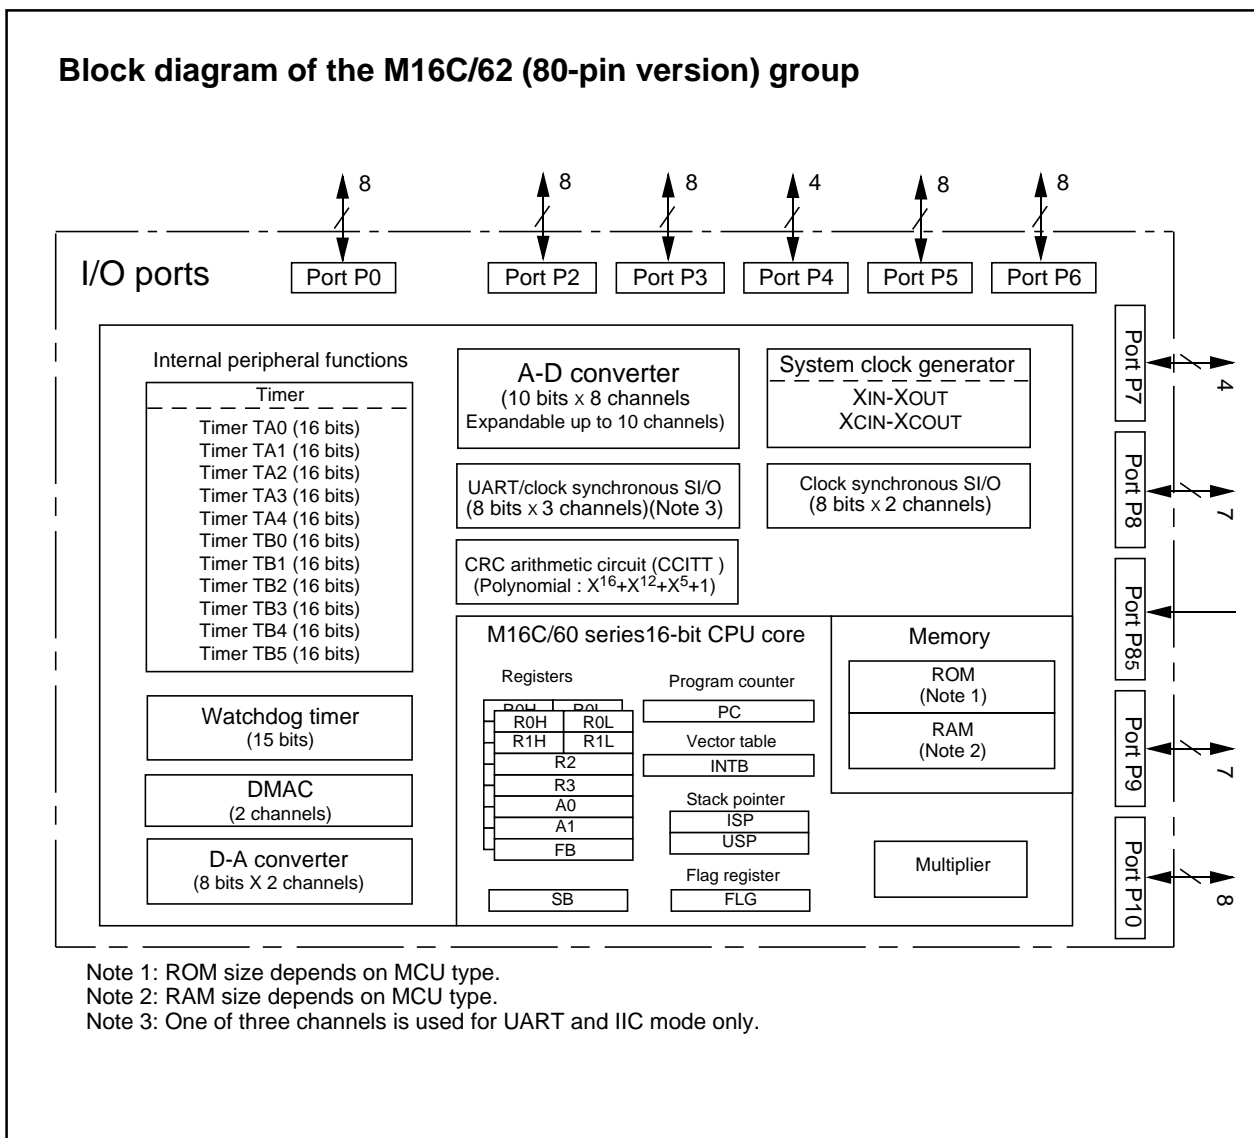 Block diagram of the M16C/62 (80-pin version) group
8
8
8
4
8
8
I/O ports
Port P0
Port P2
Port P3
Port P4
Port P5
Port P6
Internal peripheral functions
Timer
Timer TA0 (16 bits)
Timer TA1 (16 bits)
Timer TA2 (16 bits)
Timer TA3 (16 bits)
Timer TA4 (16 bits)
Timer TB0 (16 bits)
Timer TB1 (16 bits)
Timer TB2 (16 bits)
Timer TB3 (16 bits)
Timer TB4 (16 bits)
Timer TB5 (16 bits)
Watchdog timer
(15 bits)
DMAC
(2 channels)
D-A converter
(8 bits X 2 channels)
A-D converter
(10 bits x 8 channels
Expandable up to 10 channels)
UART/clock synchronous SI/O
(8 bits x 3 channels)(Note 3)
CRC arithmetic circuit (CCITT )
(Polynomial : X16+X12+X5+1)
System clock generator
XIN-XOUT
XCIN-XCOUT
Clock synchronous SI/O
(8 bits x 2 channels)
M16C/60 series16-bit CPU core
Registers
R0H R0L
R0H R0L
R1H R1L
R2
R3
A0
A1
FB
SB
Program counter
PC
Vector table
INTB
Stack pointer
ISP
USP
Flag register
FLG
Memory
ROM
(Note 1)
RAM
(Note 2)
Multiplier
Port P7
4
Port P8
7
Port P85
Port P9
7
Port P10
8
Note 1: ROM size depends on MCU type.
Note 2: RAM size depends on MCU type.
Note 3: One of three channels is used for UART and IIC mode only.